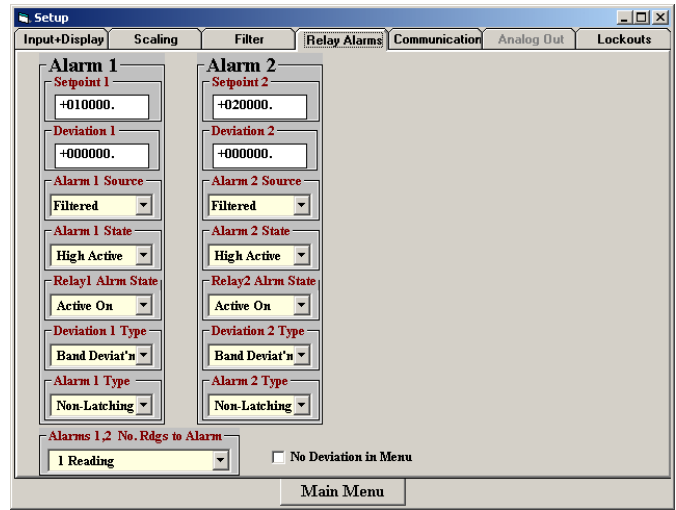 Setup
Input+Display Scaling Filter Relay Alarms Communication Analog Out Lockouts
Alarm 1 Alarm 2
Setpoint 1 Setpoint 2
+010000. +020000.
Deviation 1 Deviation 2
+000000. +000000.
Alarm 1 Source Alarm 2 Source
Filtered Filtered
Alarm 1 State Alarm 2 State
High Active High Active
Relay1 Alrm State Relay2 Alrm State
Active On Active On
Deviation 1 Type Deviation 2 Type
Band Deviat'n Band Deviat'n
Alarm 1 Type Alarm 2 Type
Non-Latching Non-Latching
Alarms 1,2 No. Rdgs to Alarm
1 Reading No Deviation in Menu
Main Menu